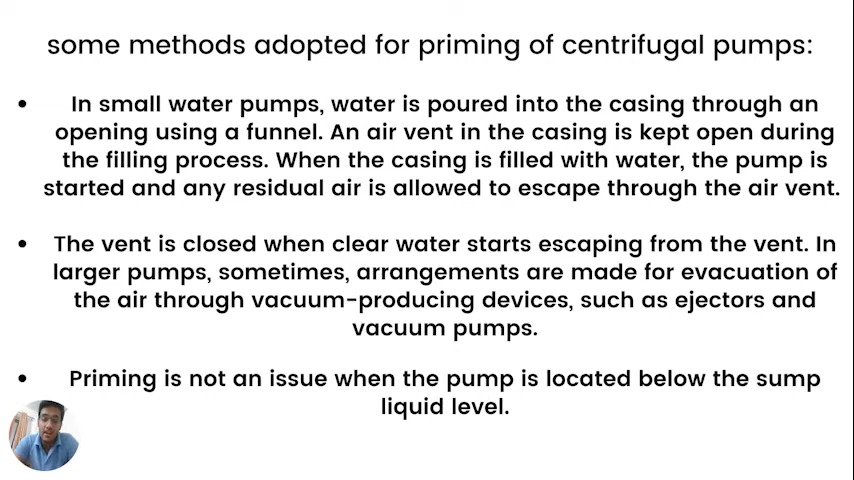 some methods adopted for priming of centrifugal pumps:
• In small water pumps, water is poured into the casing through an
opening using a funnel. An air vent in the casing is kept open during
the filling process. When the casing is filled with water, the pump is
started and any residual air is allowed to escape through the air vent.
• The vent is closed when clear water starts escaping from the vent. In
larger pumps, sometimes, arrangements are made for evacuation of
the air through vacuum-producing devices, such as ejectors and
vacuum pumps.
• Priming is not an issue when the pump is located below the sump
liquid level.